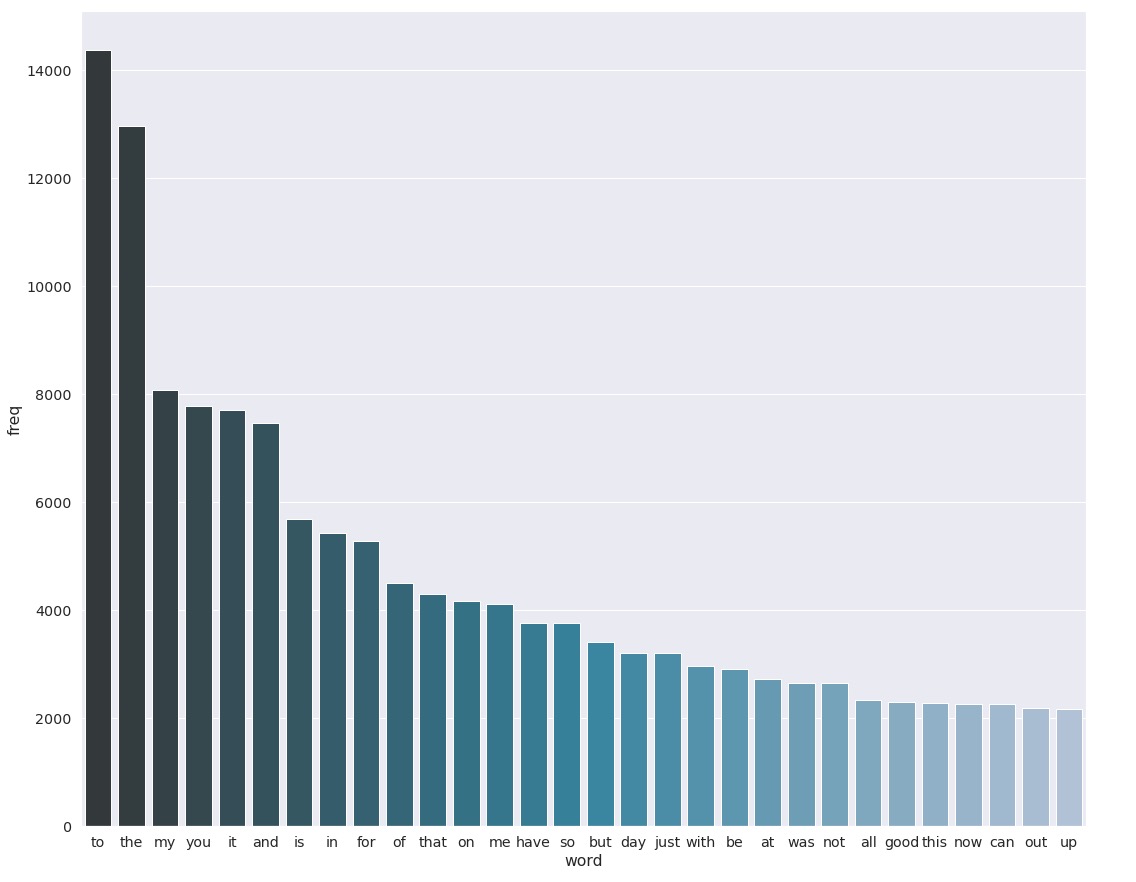 14000
12000
10000
8000
6000
4000
2000
0
freq
to the my you it and is in for of that on me have so but day just with be at was not all good this now can out up
word